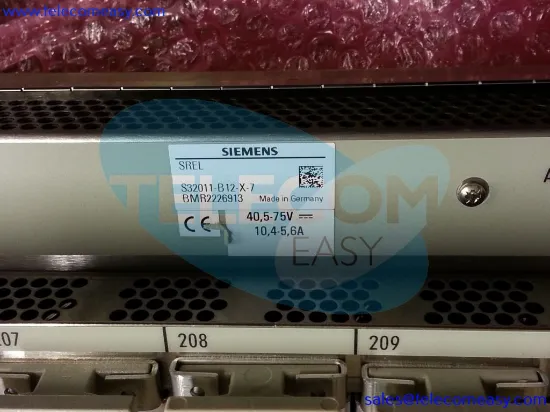 www.telecomeasy.com
SIEMENS
SREL
S32011-B12-X-7
BMR2226913 Made in Germany
CE 40,5-75V
10,4-5,6A
TELECOM
EASY
A
207 208 209
sales@telecomeasy.com